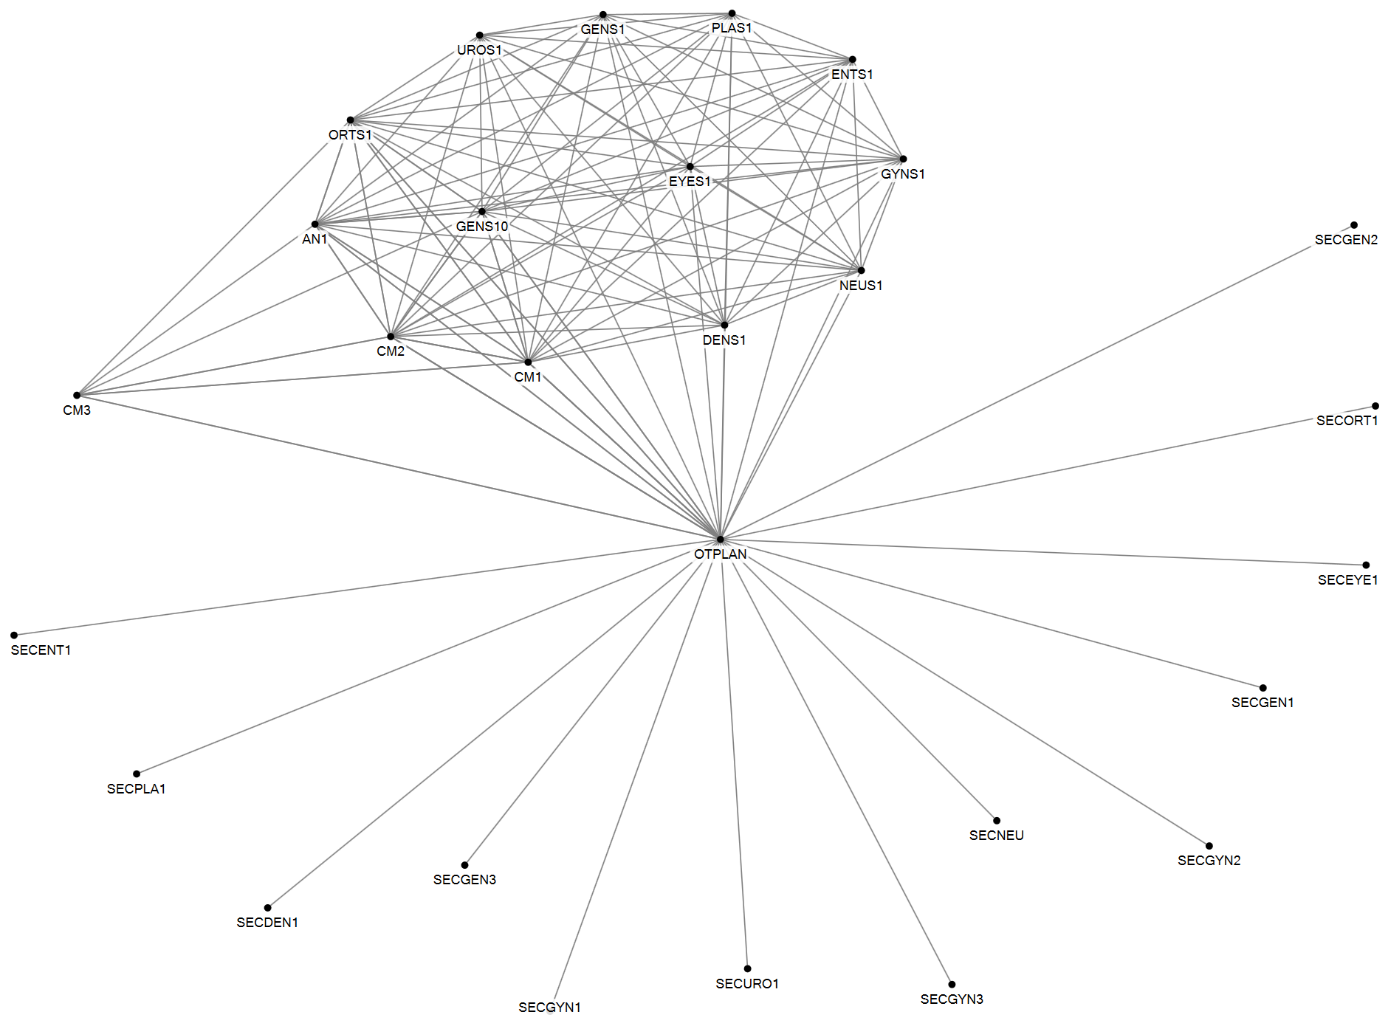 GENS1
PLAS1
UROS1
ENTS1
ORTS1
EYES1
GYNS1
GENS10
AN1
SECGEN2
NEUS1
DENS1
CM2
CM1
CM3
SECORT1
OTPLAN
SECEYE1
SECENT1
SECGEN1
SECPLA1
SECNEU
SECGYN2
SECGEN3
SECDEN1
SECURO1
SECGYN3
SECGYN1